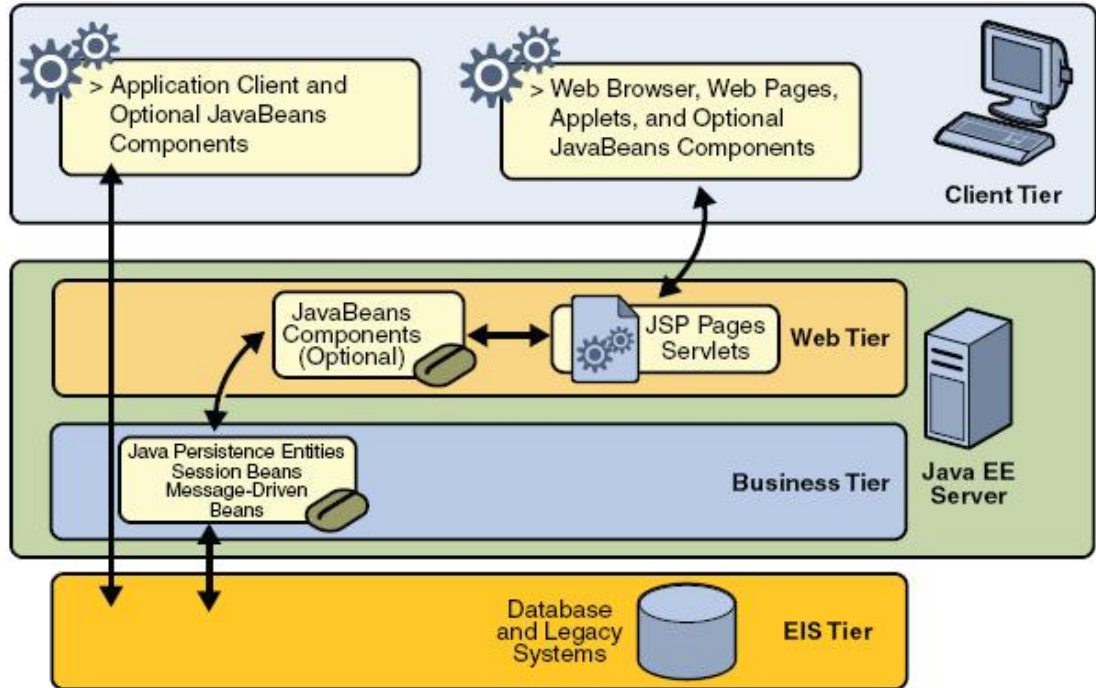 > Application Client and
Optional JavaBeans
Components
> Web Browser, Web Pages,
Applets, and Optional
JavaBeans Components
Client Tier
JavaBeans
Components
(Optional)
JSP Pages
Servlets
Web Tier
Java Persistence Entities
Session Beans
Message-Driven
Beans
Business Tier
Java EE
Server
Database
and Legacy
Systems
EIS Tier